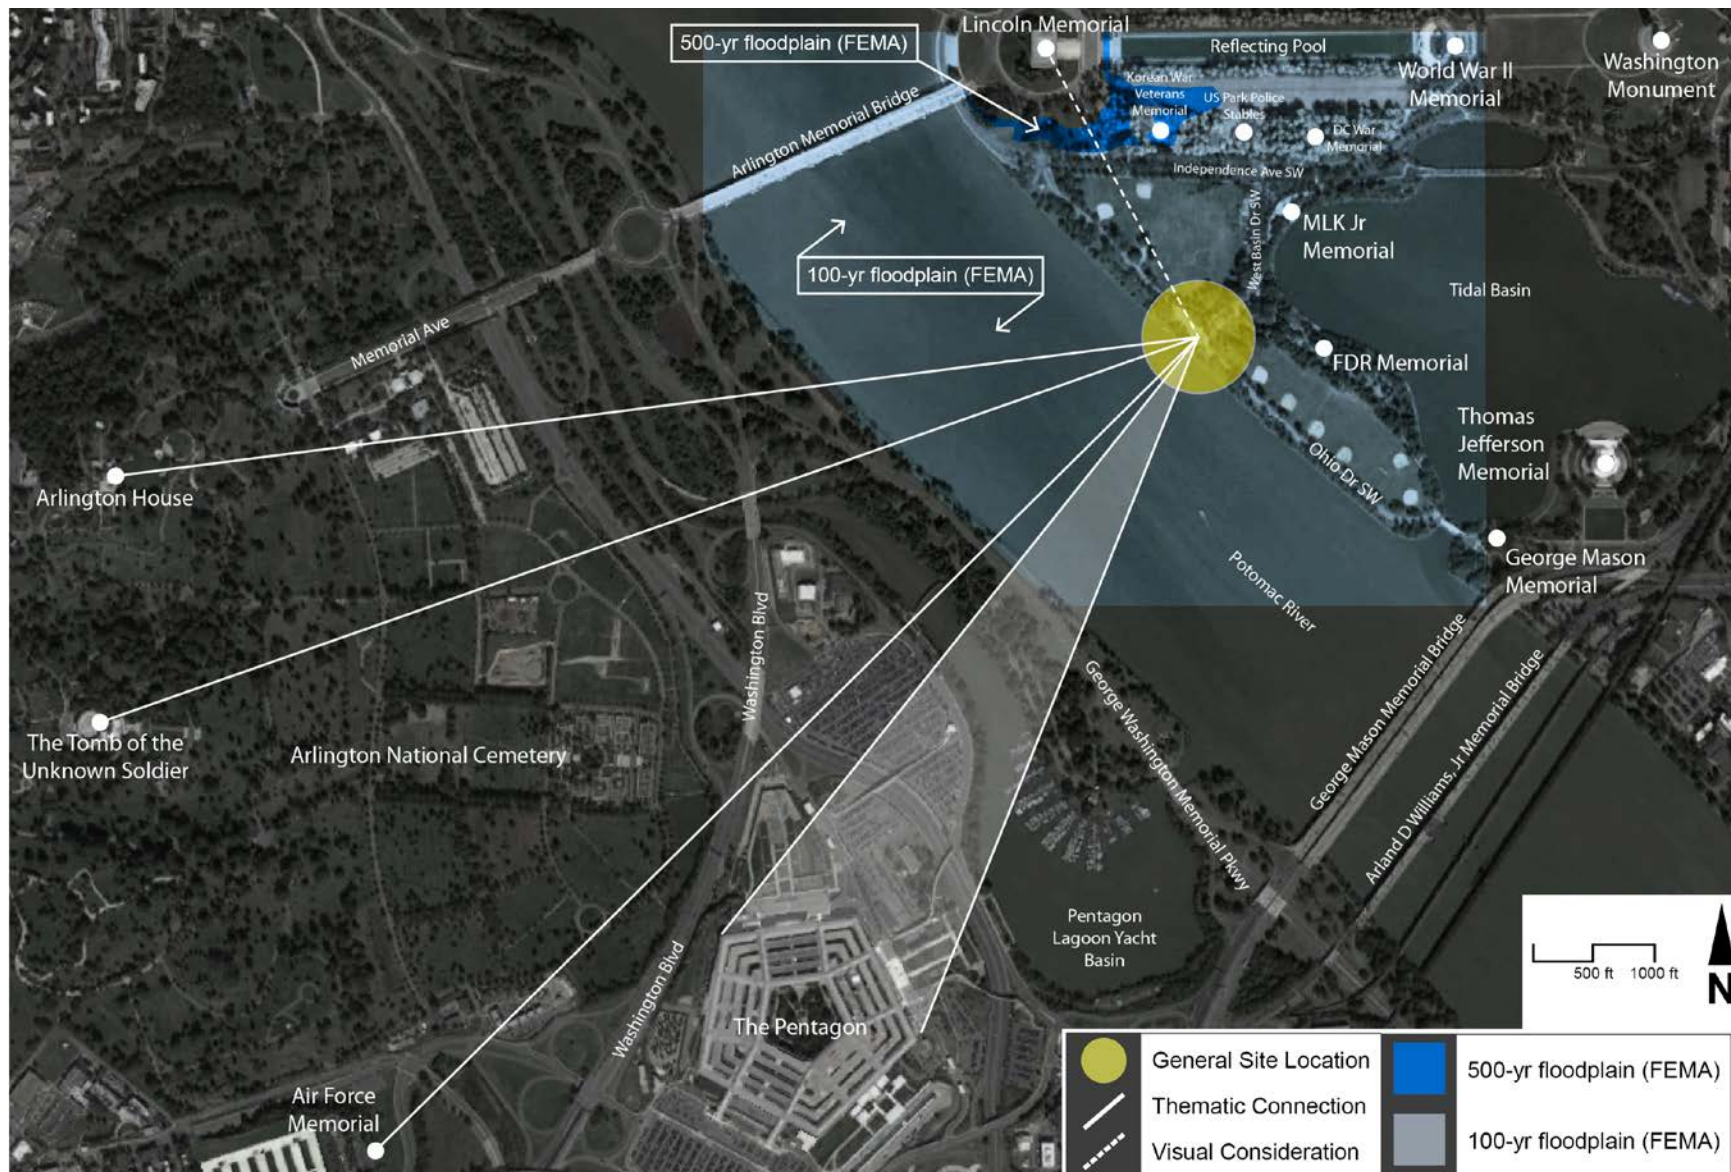 Lincoln Memorial
500-yr floodplain (FEMA)
Reflecting Pool
World War II
Memorial
Washington
Monument
Korean War
Veterans
Memorial
US Park Police
Stables
DC War
Memorial
Arlington Memorial Bridge
Independence Ave SW
West Basin Dr SW
MLK Jr
Memorial
100-yr floodplain (FEMA)
Tidal Basin
Memorial Ave
FDR Memorial
Thomas
Jefferson
Memorial
Ohio Dr SW
Arlington House
George Mason
Memorial
Potomac River
Washington Blvd
George Washington Memorial Pkwy
George Mason Memorial Bridge
Arland D Williams, Jr Memorial Bridge
The Tomb of the
Unknown Soldier
Arlington National Cemetery
Pentagon
Lagoon Yacht
Basin
500 ft 1000 ft
N
Washington Blvd
The Pentagon
Air Force
Memorial
General Site Location
Thematic Connection
Visual Consideration
500-yr floodplain (FEMA)
100-yr floodplain (FEMA)